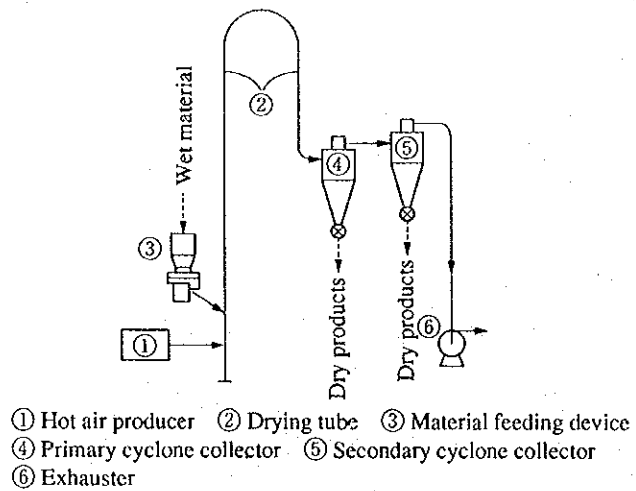 Wet material
②
③
①
④
⑤
⑥
Dry products
Dry products
① Hot air producer ② Drying tube ③ Material feeding device
④ Primary cyclone collector ⑤ Secondary cyclone collector
⑥ Exhauster